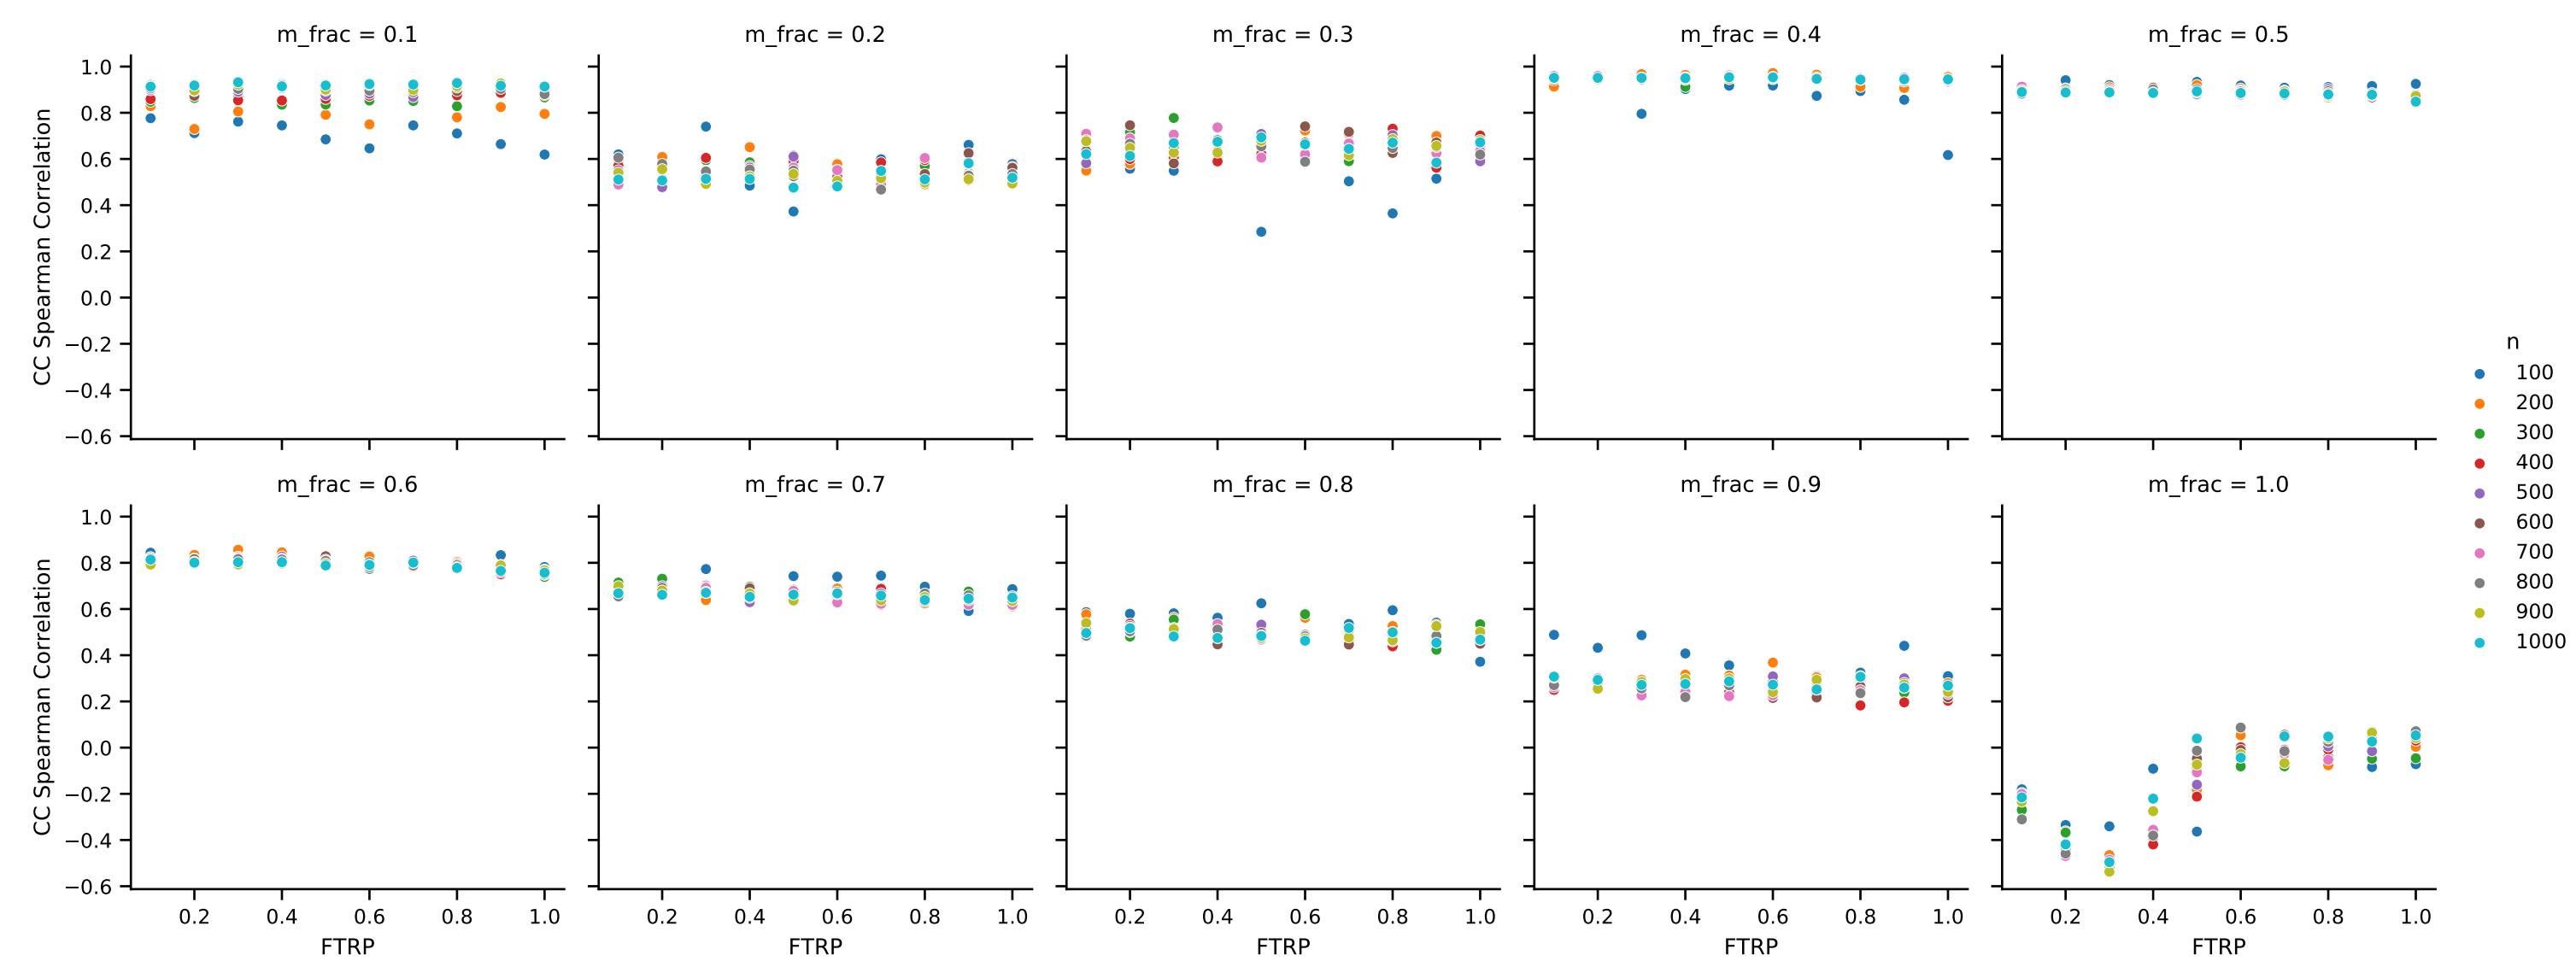 m_frac = 0.1
m_frac = 0.2
m_frac = 0.3
m_frac = 0.4
m_frac = 0.5
CC Spearman Correlation
1.0
0.8
0.6
0.4
0.2
0.0
−0.2
−0.4
−0.6
m_frac = 0.6
m_frac = 0.7
m_frac = 0.8
m_frac = 0.9
m_frac = 1.0
CC Spearman Correlation
1.0
0.8
0.6
0.4
0.2
0.0
−0.2
−0.4
−0.6
0.2 0.4 0.6 0.8 1.0
FTRP
0.2 0.4 0.6 0.8 1.0
FTRP
0.2 0.4 0.6 0.8 1.0
FTRP
0.2 0.4 0.6 0.8 1.0
FTRP
0.2 0.4 0.6 0.8 1.0
FTRP
n
100
200
300
400
500
600
700
800
900
1000